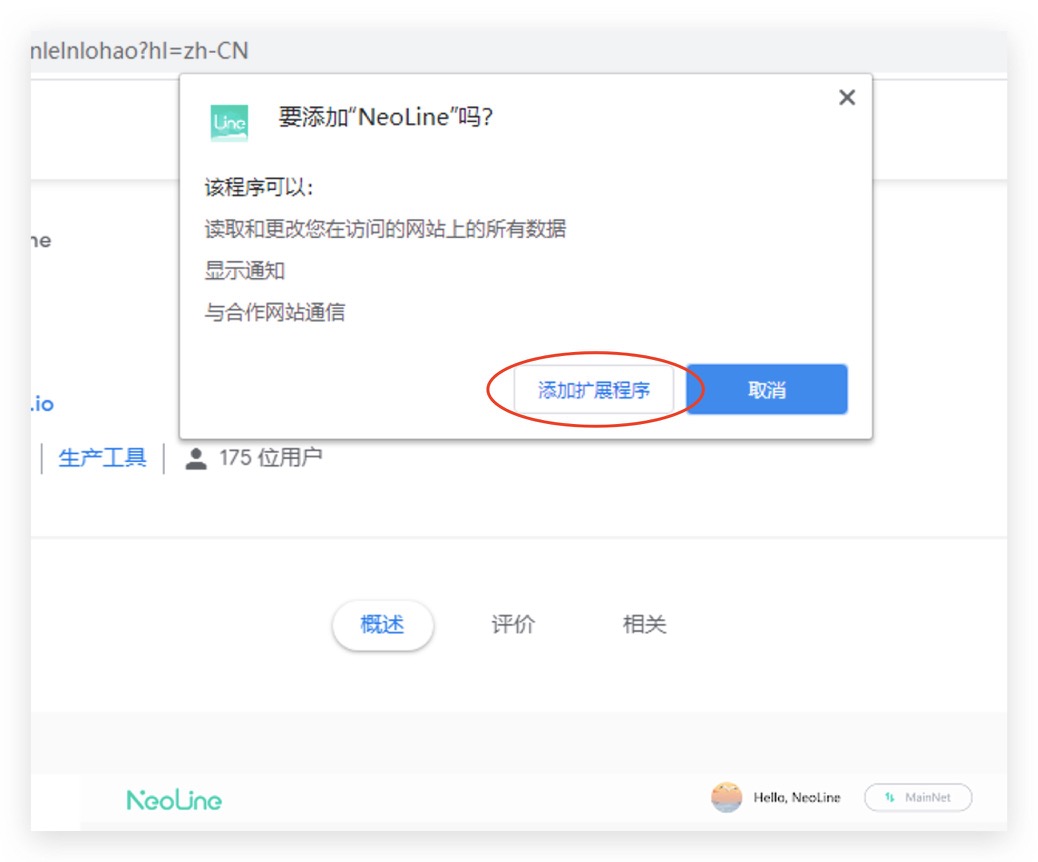 nlelnlohao?hl=zh-CN
Line
要添加“NeoLine”吗?
该程序可以:
读取和更改您在访问的网站上的所有数据
显示通知
与合作网站通信
添加扩展程序
取消
ne
.io
生产工具
175 位用户
概述
评价
相关
NeoLine
Hello, NeoLine
MainNet